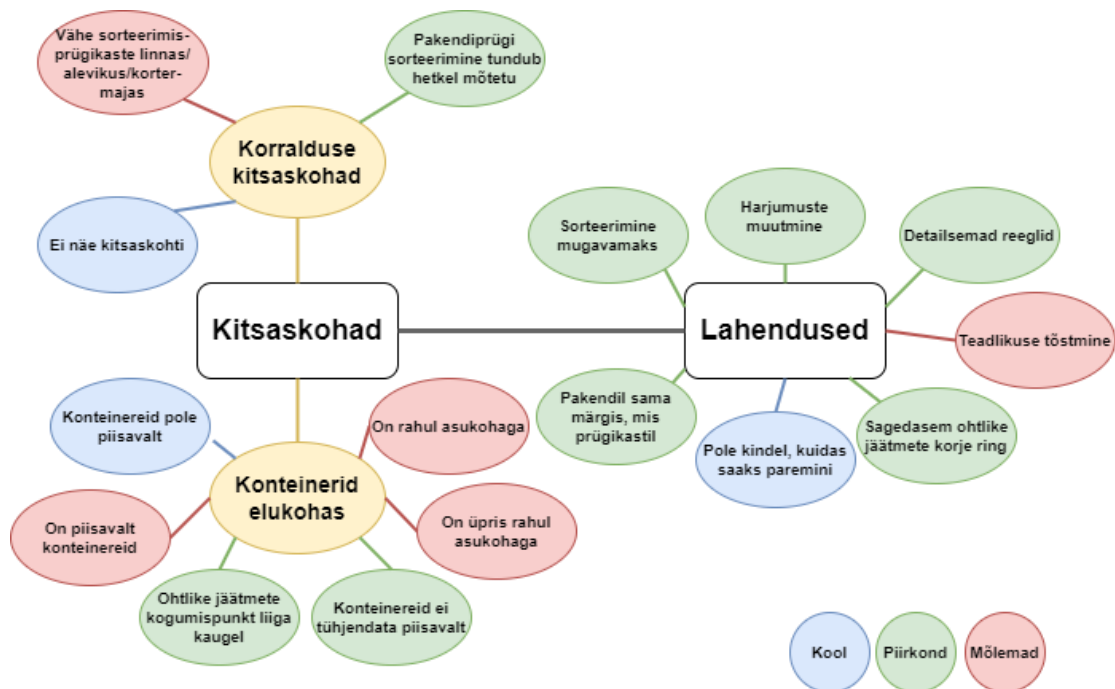 Vähe sorteerimis-
prügikaste linnas/
alevikus/korter-
majas
Pakendiprügi
sorteerimine tundub
hetkel mõtetu
Korralduse
kitsaskohad
Ei näe kitsaskohti
Sorteerimine
mugavamaks
Harjumuste
muutmine
Detailsemad reeglid
Kitsaskohad
Lahendused
Teadlikuse tõstmine
Pakendil sama
märgis, mis
prügikastil
Pole kindel, kuidas
saaks paremini
Sagedasem ohtlike
jäätmete korje ring
Konteinereid pole
piisavalt
On rahul asukohaga
Konteinerid
elukohas
On piisavalt
konteinereid
On üpris rahul
asukohaga
Ohtlike jäätmete
kogumispunkt liiga
kaugel
Konteinereid ei
tühjendata piisavalt
Kool
Piirkond
Mõlemad